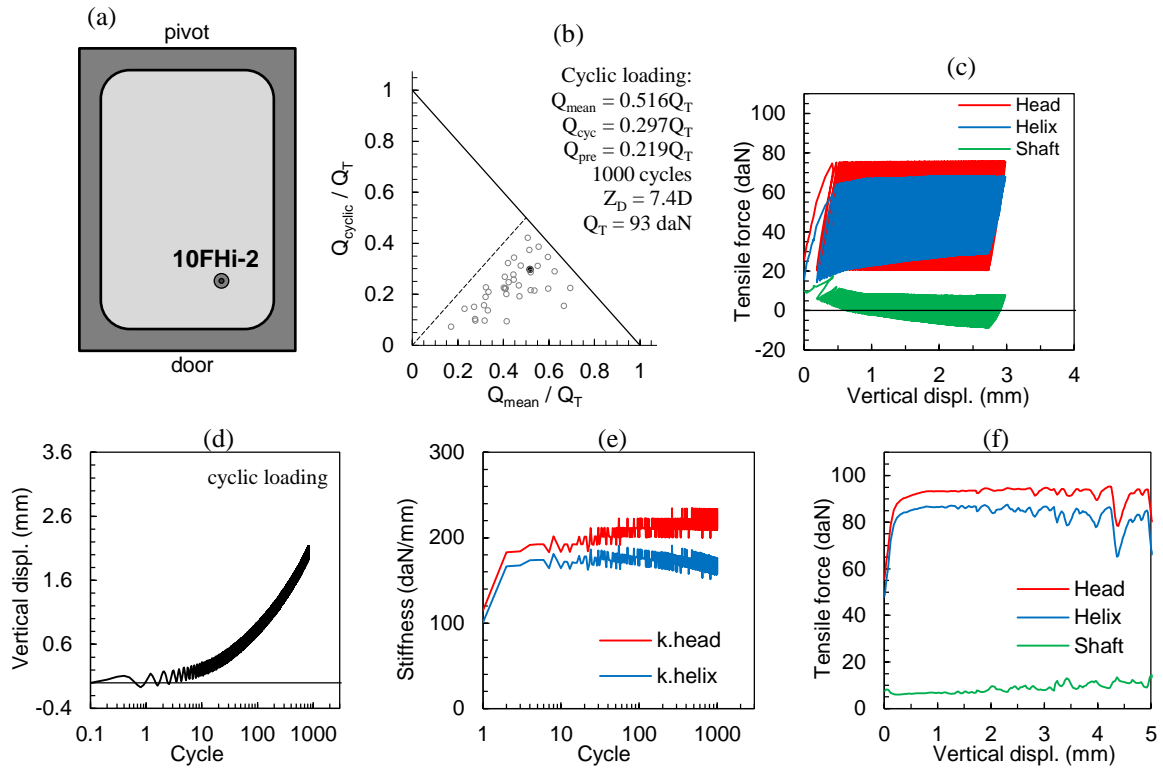 (a)
pivot
10FHi-2
door
(b)
Cyclic loading:
Q_mean = 0.516Q_T
Q_cyc = 0.297Q_T
Q_pre = 0.219Q_T
1000 cycles
Z_D = 7.4D
Q_T = 93 daN
Q_cyclic / Q_T
1
0.8
0.6
0.4
0.2
0
0 0.2 0.4 0.6 0.8 1
Q_mean / Q_T
(c)
Head
Helix
Shaft
Tensile force (daN)
100
80
60
40
20
0
-20
0 1 2 3 4
Vertical displ. (mm)
(d)
cyclic loading
Vertical displ. (mm)
3.6
2.6
1.6
0.6
-0.4
0.1 1 10 100 1000
Cycle
(e)
Stiffness (daN/mm)
300
200
100
0
k.head
k.helix
1 10 100 1000
Cycle
(f)
Tensile force (daN)
100
80
60
40
20
0
Head
Helix
Shaft
0 1 2 3 4 5
Vertical displ. (mm)